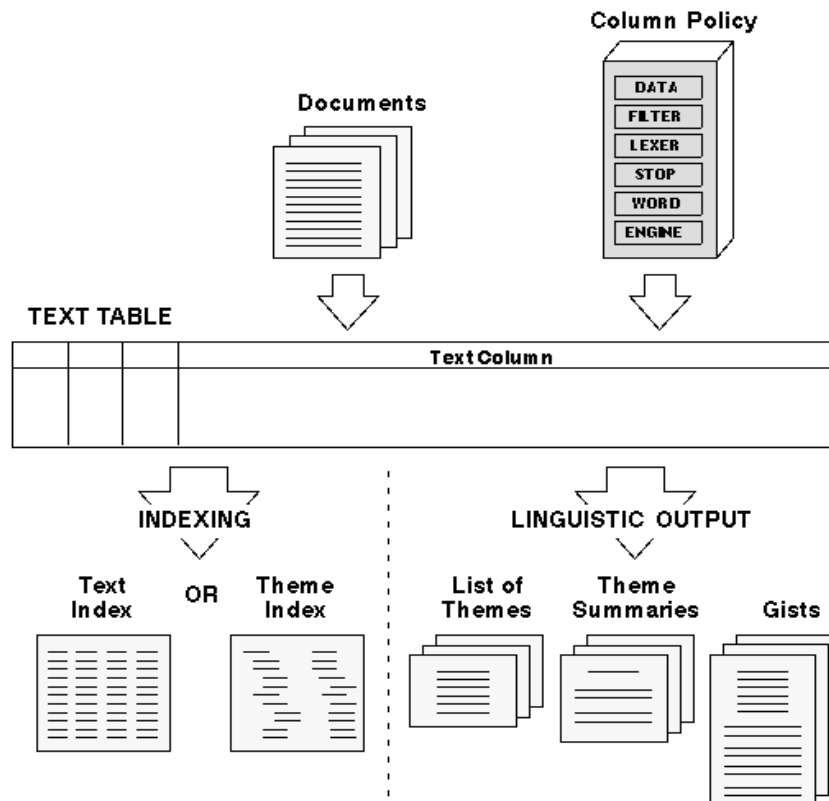 Column Policy
DATA
FILTER
LEXER
STOP
WORD
ENGINE
Documents
TEXT TABLE
Text Column
INDEXING
LINGUISTIC OUTPUT
Text
Index
OR
Theme
Index
List of
Themes
Theme
Summaries
Gists